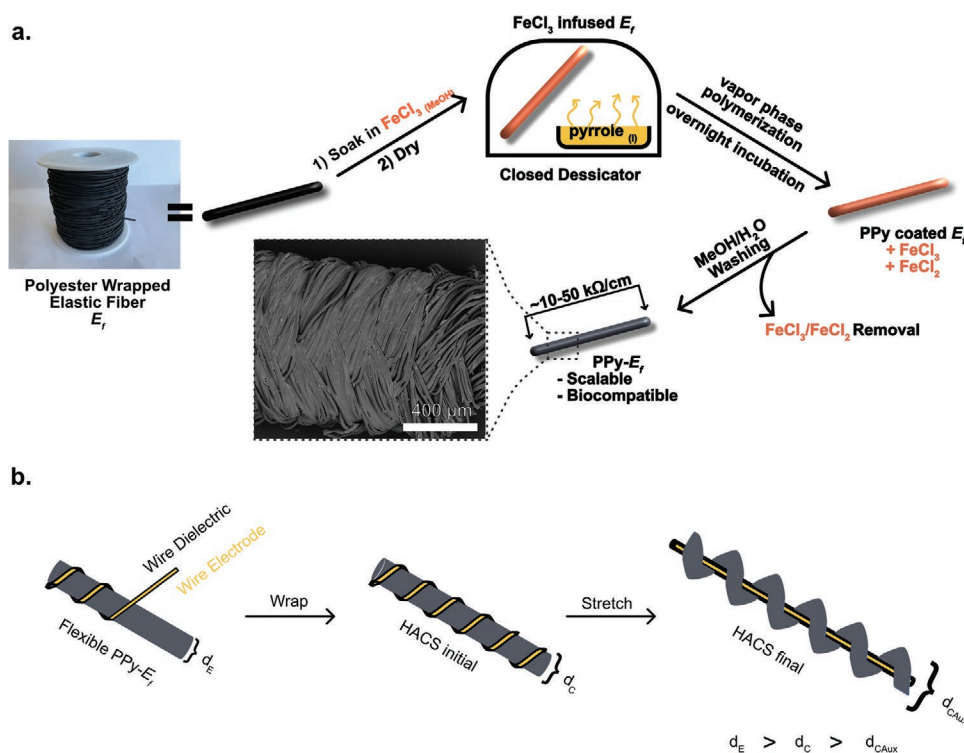 a.
FeCl3 infused Ef
1) Soak in FeCl3 (MeOH)
2) Dry
pyrrole (l)
Closed Dessicator
vapor phase
polymerization
overnight incubation
=
Polyester Wrapped
Elastic Fiber
Ef
PPy coated Ef
+ FeCl3
+ FeCl2
MeOH/H2O
Washing
FeCl3/FeCl2 Removal
~10-50 kΩ/cm
PPy-Ef
- Scalable
- Biocompatible
400 μm
b.
Wire Dielectric
Wire Electrode
Flexible PPy-Ef
dE
Wrap
HACS initial
dC
Stretch
HACS final
dCAux
dE > dC > dCAux